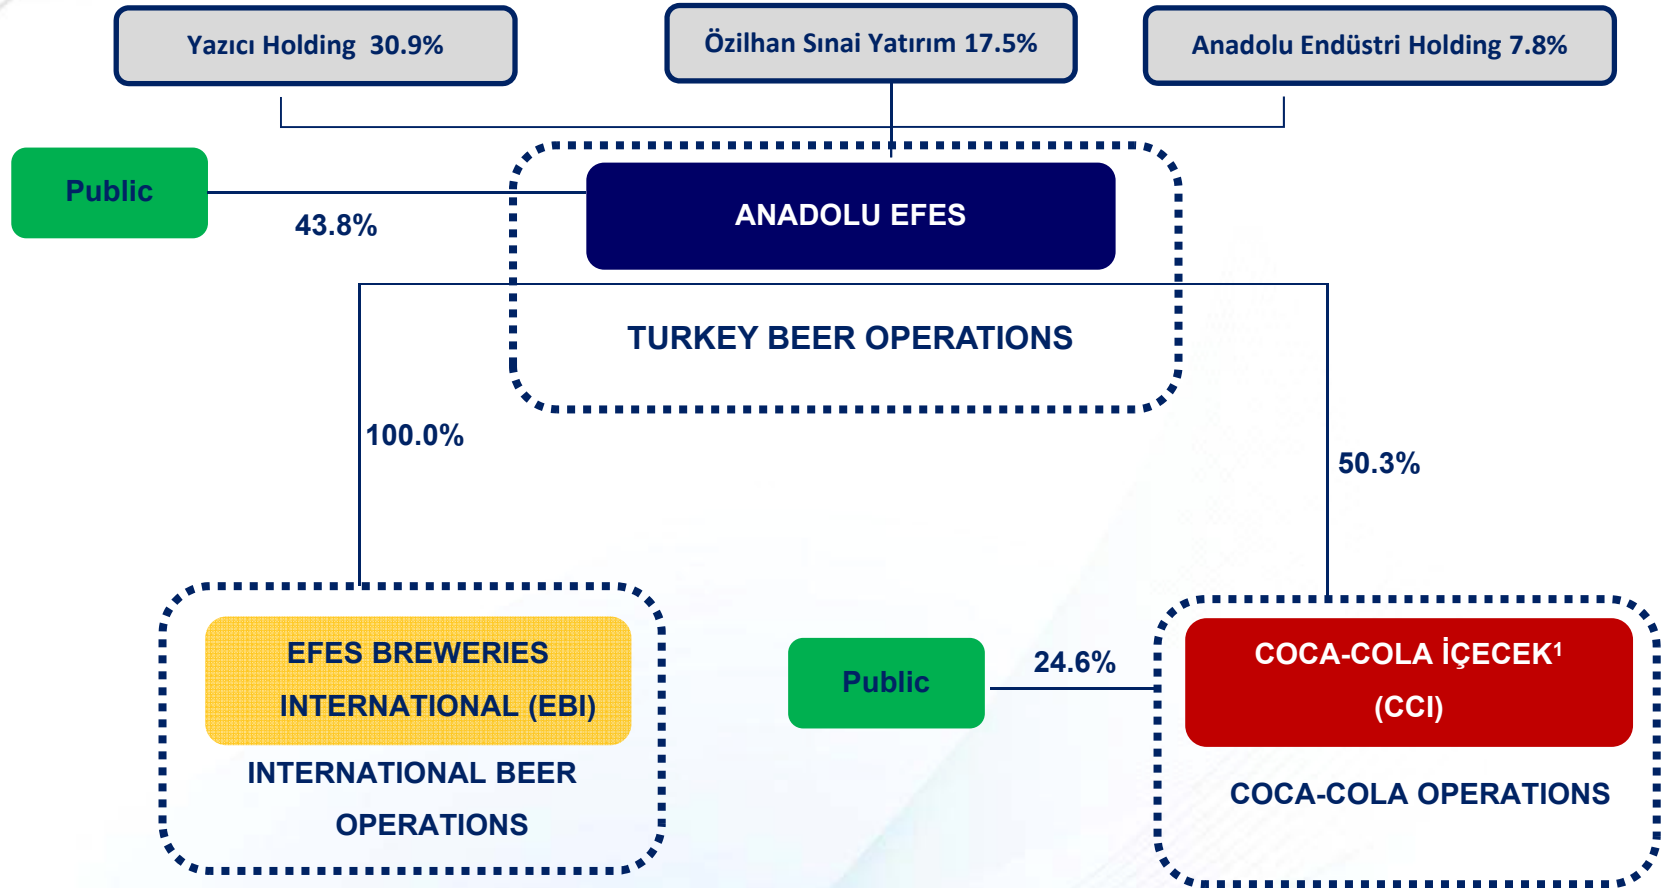 Yazıcı Holding  30.9%
Özilhan Sınai Yatırım 17.5%
Anadolu Endüstri Holding 7.8%
Public
43.8%
ANADOLU EFES
TURKEY BEER OPERATIONS
100.0%
50.3%
EFES BREWERIES
INTERNATIONAL (EBI)
INTERNATIONAL BEER
OPERATIONS
Public
24.6%
COCA-COLA İÇECEK¹
(CCI)
COCA-COLA OPERATIONS